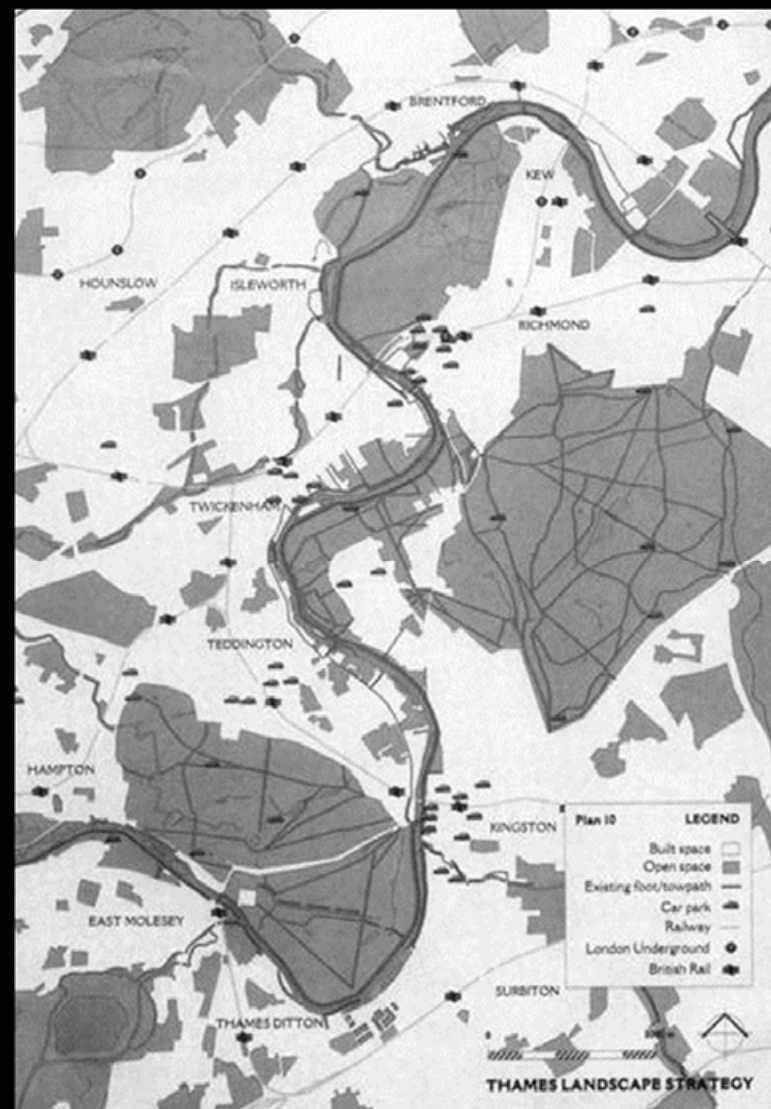 BRENTFORD
KEW
HOUNSLOW
ISLEWORTH
RICHMOND
TWICKENHAM
TEDDINGTON
HAMPTON
KINGSTON
Plan 10 LEGEND
Built space
Open space
Existing foot/towpath
Car park
Railway
London Underground
British Rail
EAST MOLESEY
SURBITON
THAMES DITTON
0
THAMES LANDSCAPE STRATEGY